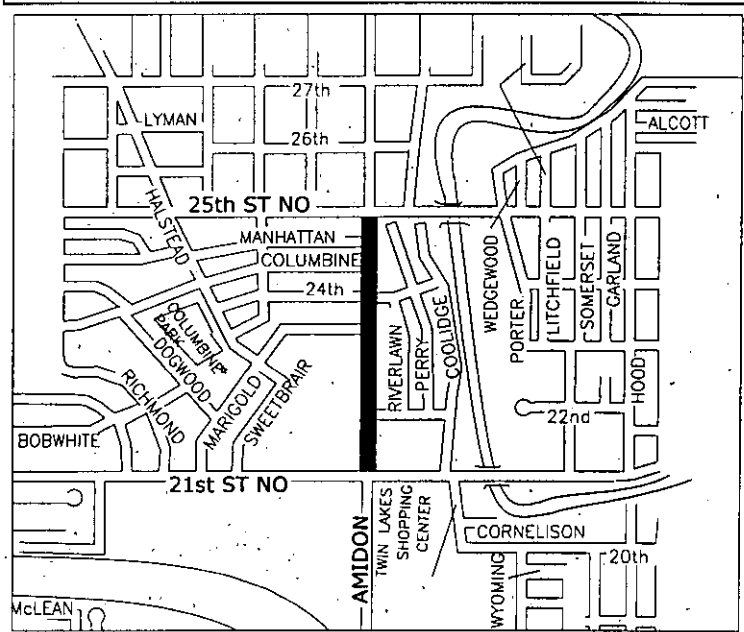 27th
LYMAN
26th
ALCOTT
HALSTEAD
25th ST NO
MANHATTAN
COLUMBINE
24th
WEDGEWOOD
PORTER
LITCHFIELD
SOMERSET
GARLAND
COLUMBINE
PARK
DOGWOOD
RIVERLAWN
PERRY
COOLIDGE
RICHMOND
MARIGOLD
SWEETBRAIR
HOOD
22nd
BOBWHITE
21st ST NO
AMIDON
TWIN LAKES
SHOPPING
CENTER
CORNELISON
20th
WYOMING
McLEAN